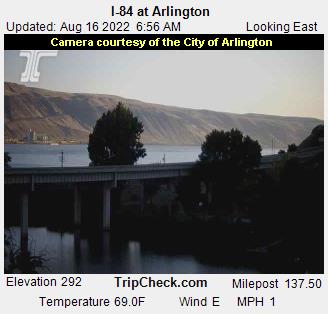 I-84 at Arlington
Updated: Aug 16 2022 6:56 AM Looking East
Camera courtesy of the City of Arlington
Elevation 292 TripCheck.com Milepost 137.50
Temperature 69.0F Wind E MPH 1